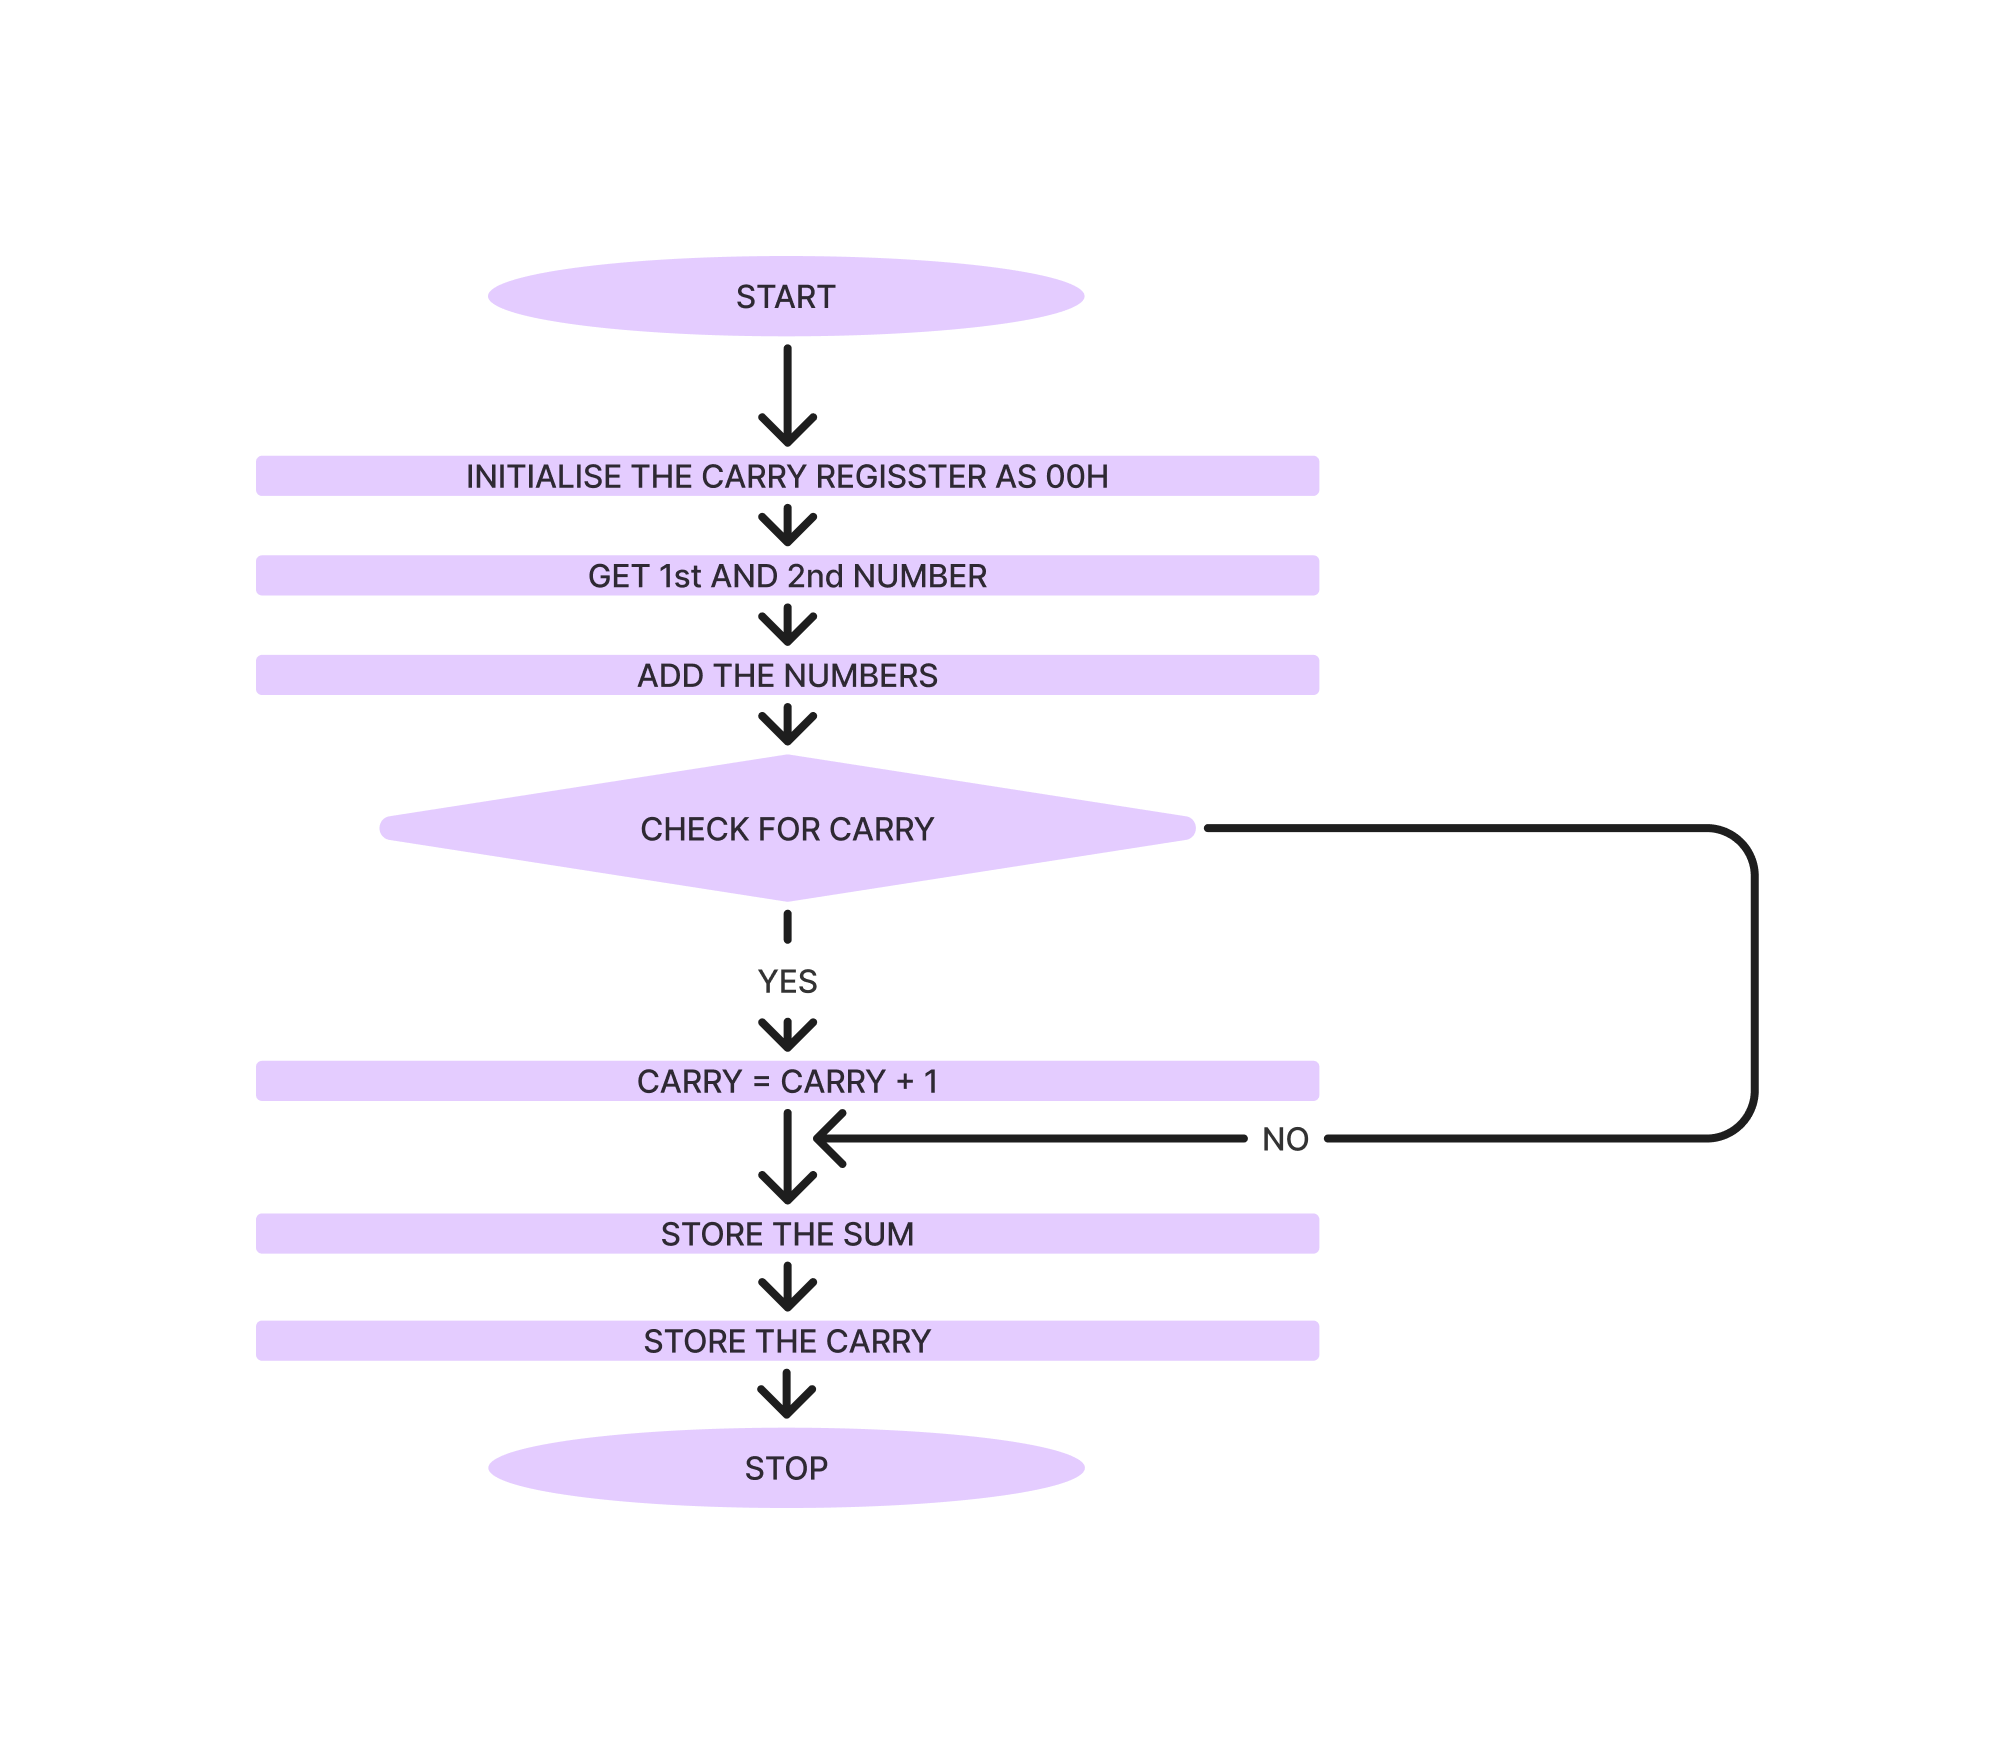 START
INITIALISE THE CARRY REGISSTER AS 00H
GET 1st AND 2nd NUMBER
ADD THE NUMBERS
CHECK FOR CARRY
YES
CARRY = CARRY + 1
NO
STORE THE SUM
STORE THE CARRY
STOP